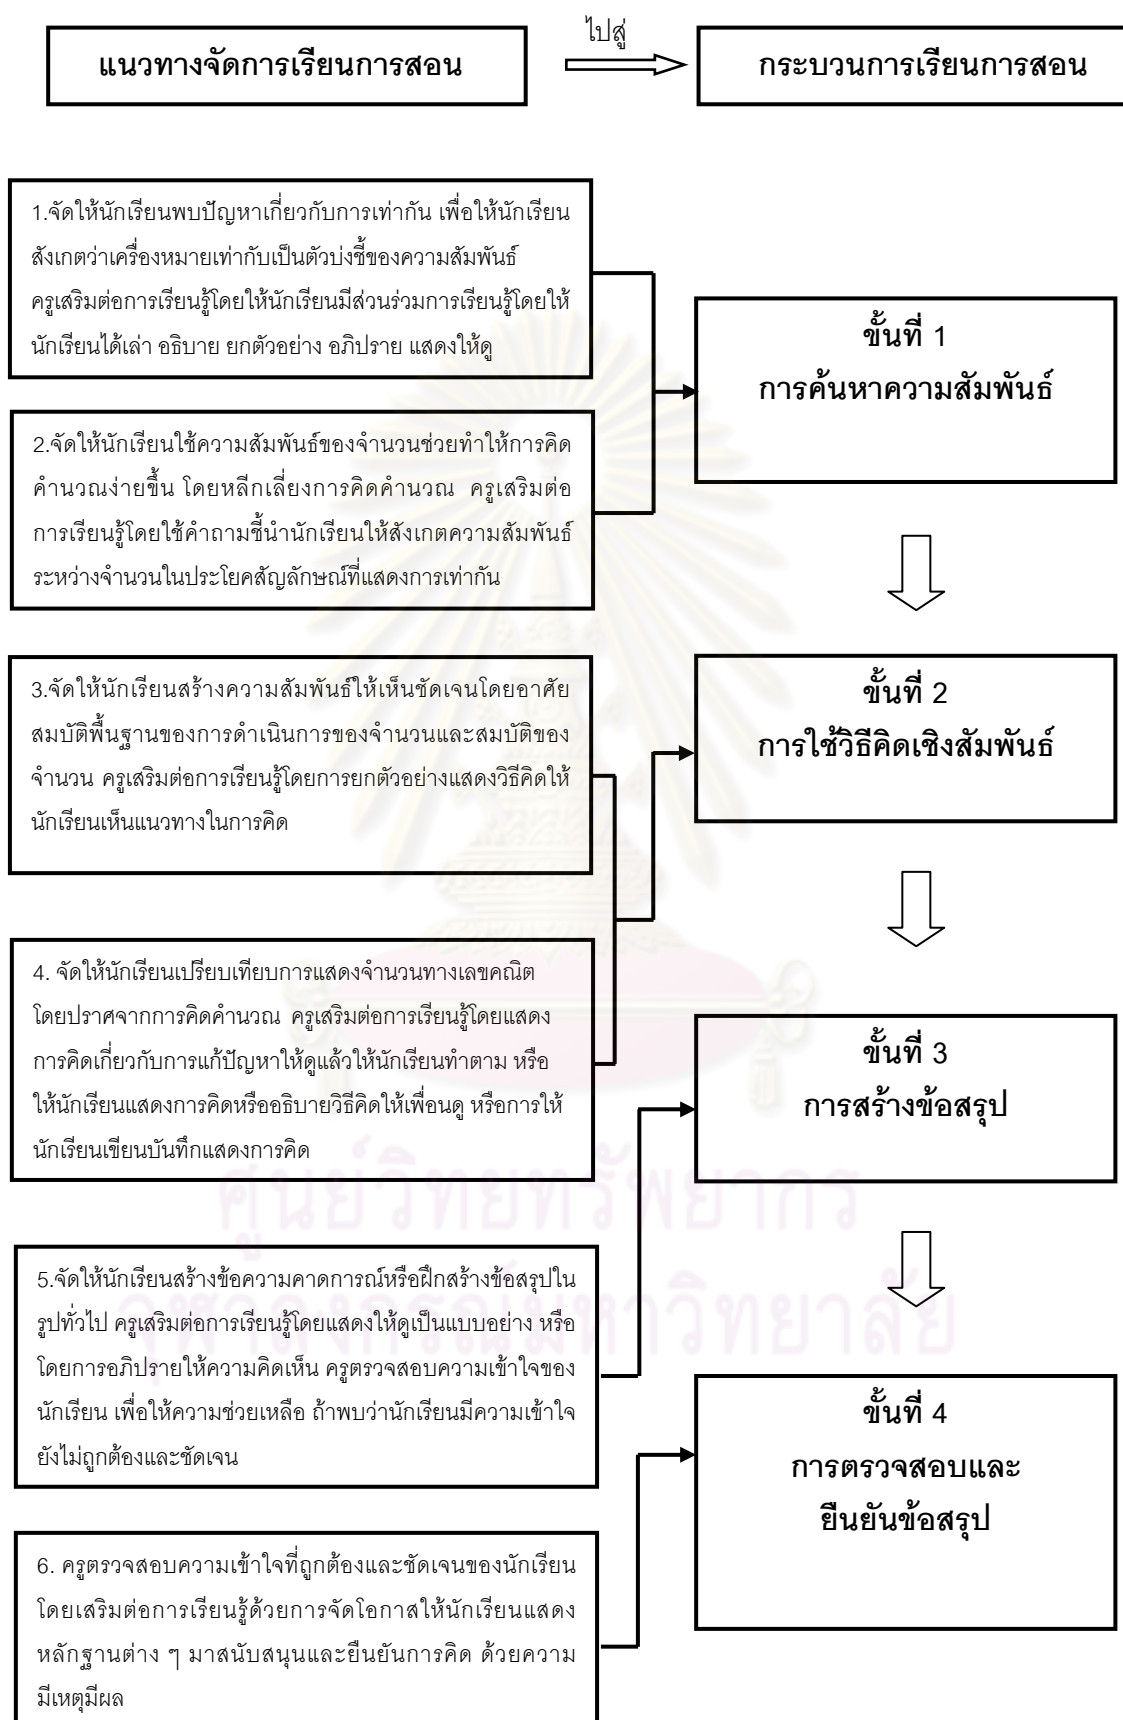 แนวทางจัดการเรียนการสอน
ไปสู่
กระบวนการเรียนการสอน
1.จัดให้นักเรียนพบปัญหาเกี่ยวกับการเท่ากัน เพื่อให้นักเรียน
สังเกตว่าเครื่องหมายเท่ากับเป็นตัวบ่งชี้ของความสัมพันธ์
ครูเสริมต่อการเรียนรู้โดยให้นักเรียนมีส่วนร่วมการเรียนรู้โดยให้
นักเรียนได้เล่า อธิบาย ยกตัวอย่าง อภิปราย แสดงให้ดู
2.จัดให้นักเรียนใช้ความสัมพันธ์ของจำนวนช่วยทำให้การคิด
คำนวณง่ายขึ้น โดยหลีกเลี่ยงการคิดคำนวณ ครูเสริมต่อ
การเรียนรู้โดยใช้คำถามชี้นำนักเรียนให้สังเกตความสัมพันธ์
ระหว่างจำนวนในประโยคสัญลักษณ์ที่แสดงการเท่ากัน
ขั้นที่ 1
การค้นหาความสัมพันธ์
3.จัดให้นักเรียนสร้างความสัมพันธ์ให้เห็นชัดเจนโดยอาศัย
สมบัติพื้นฐานของการดำเนินการของจำนวนและสมบัติของ
จำนวน ครูเสริมต่อการเรียนรู้โดยการยกตัวอย่างแสดงวิธีคิดให้
นักเรียนเห็นแนวทางในการคิด
4. จัดให้นักเรียนเปรียบเทียบการแสดงจำนวนทางเลขคณิต
โดยปราศจากการคิดคำนวณ ครูเสริมต่อการเรียนรู้โดยแสดง
การคิดเกี่ยวกับการแก้ปัญหาให้ดูแล้วให้นักเรียนทำตาม หรือ
ให้นักเรียนแสดงการคิดหรืออธิบายวิธีคิดให้เพื่อนดู หรือการให้
นักเรียนเขียนบันทึกแสดงการคิด
ขั้นที่ 2
การใช้วิธีคิดเชิงสัมพันธ์
5.จัดให้นักเรียนสร้างข้อความคาดการณ์หรือฝึกสร้างข้อสรุปใน
รูปทั่วไป ครูเสริมต่อการเรียนรู้โดยแสดงให้ดูเป็นแบบอย่าง หรือ
โดยการอภิปรายให้ความคิดเห็น ครูตรวจสอบความเข้าใจของ
นักเรียน เพื่อให้ความช่วยเหลือ ถ้าพบว่านักเรียนมีความเข้าใจ
ยังไม่ถูกต้องและชัดเจน
ขั้นที่ 3
การสร้างข้อสรุป
6. ครูตรวจสอบความเข้าใจที่ถูกต้องและชัดเจนของนักเรียน
โดยเสริมต่อการเรียนรู้ด้วยการจัดโอกาสให้นักเรียนแสดง
หลักฐานต่าง ๆ มาสนับสนุนและยืนยันการคิด ด้วยความ
มีเหตุมีผล
ขั้นที่ 4
การตรวจสอบและ
ยืนยันข้อสรุป
ศูนย์วิทยทรัพยากร
จุฬาลงกรณ์มหาวิทยาลัย